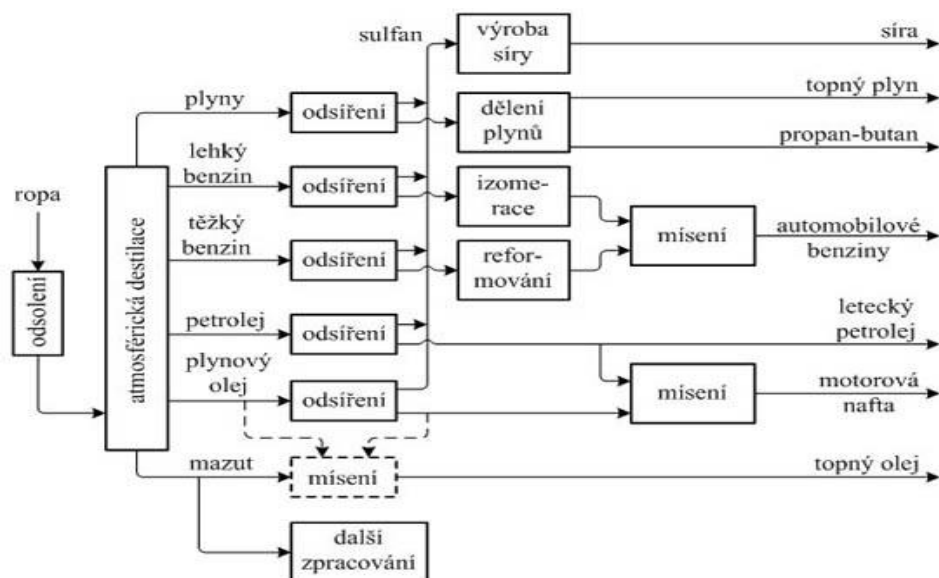 sulfan
výroba
síry
síra
plyny
odsíření
dělení
plynů
topný plyn
propan-butan
lehký
benzin
odsíření
izome-
race
ropa
těžký
benzin
odsíření
refor-
mování
mísení
automobilové
benziny
odsolení
atmosférická destilace
petrolej
odsíření
letecký
petrolej
plynový
olej
odsíření
mísení
motorová
nafta
mazut
mísení
topný olej
další
zpracování